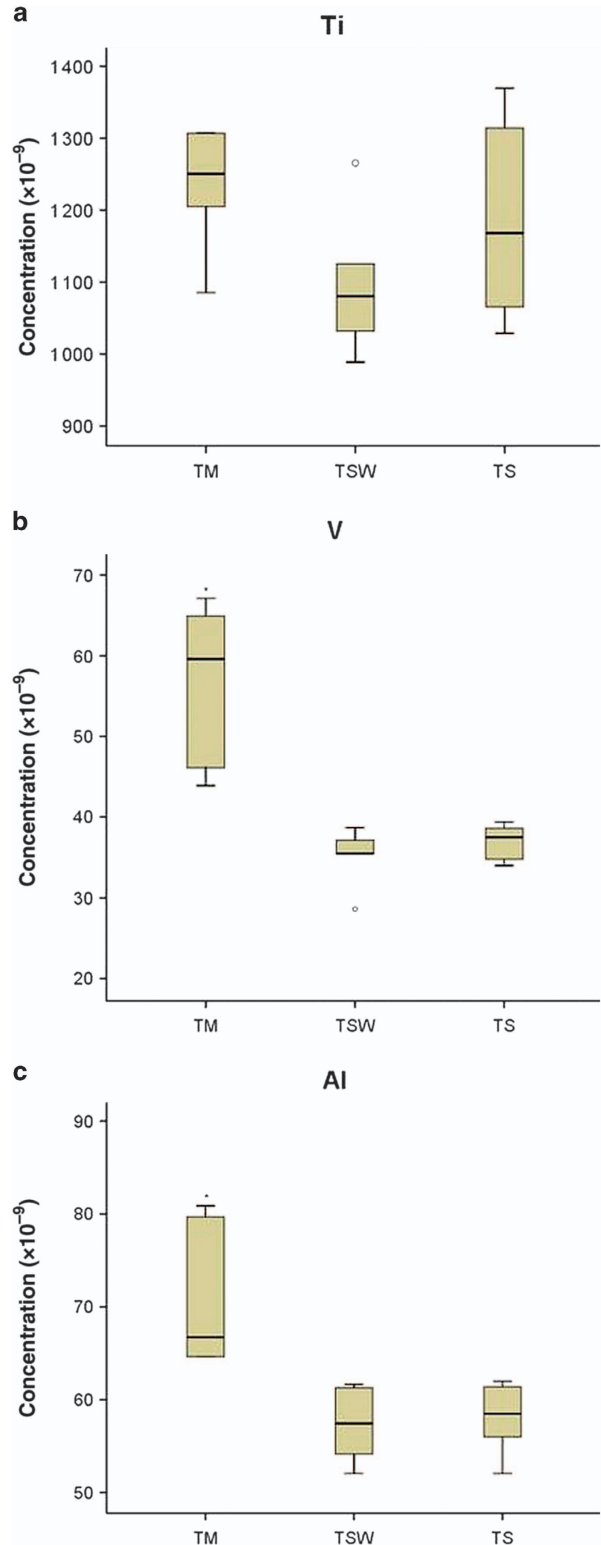 a
Ti
Concentration (×10⁻⁹)
1400
1300
1200
1100
1000
900
TM TSW TS
b
V
Concentration (×10⁻⁹)
70
60
50
40
30
20
TM TSW TS
c
Al
Concentration (×10⁻⁹)
90
80
70
60
50
TM TSW TS